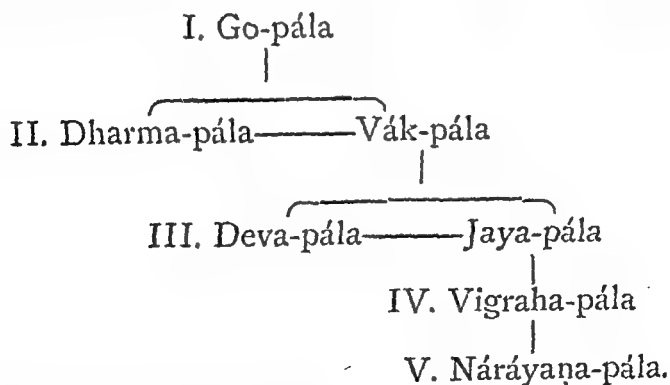 I. Go-pála
II. Dharma-pála Vák-pála
III. Deva-pála Jaya-pála
IV. Vigraha-pála
V. Náráyaṇa-pála.